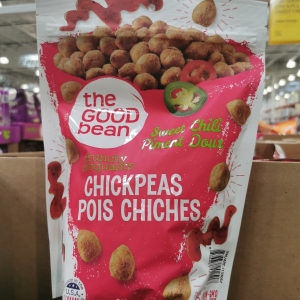 the
GOOD
bean
Sweet Chili
Piment Doux
CHICKPEAS
POIS CHICHES
U.S.A.